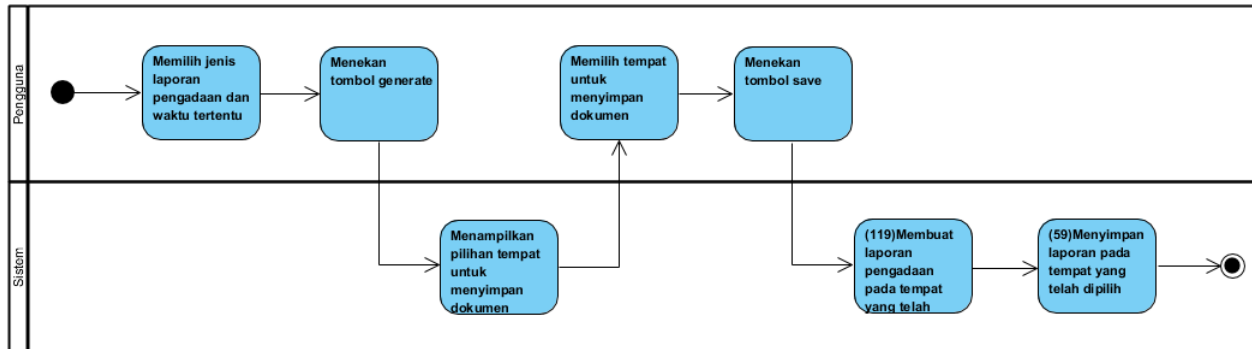 Pengguna
Memilih jenis
laporan
pengadaan dan
waktu tertentu
Menekan
tombol generate
Memilih tempat
untuk
menyimpan
dokumen
Menekan
tombol save
Sistem
Menampilkan
pilihan tempat
untuk
menyimpan
dokumen
(119)Membuat
laporan
pengadaan
pada tempat
yang telah
(59)Menyimpan
laporan pada
tempat yang
telah dipilih